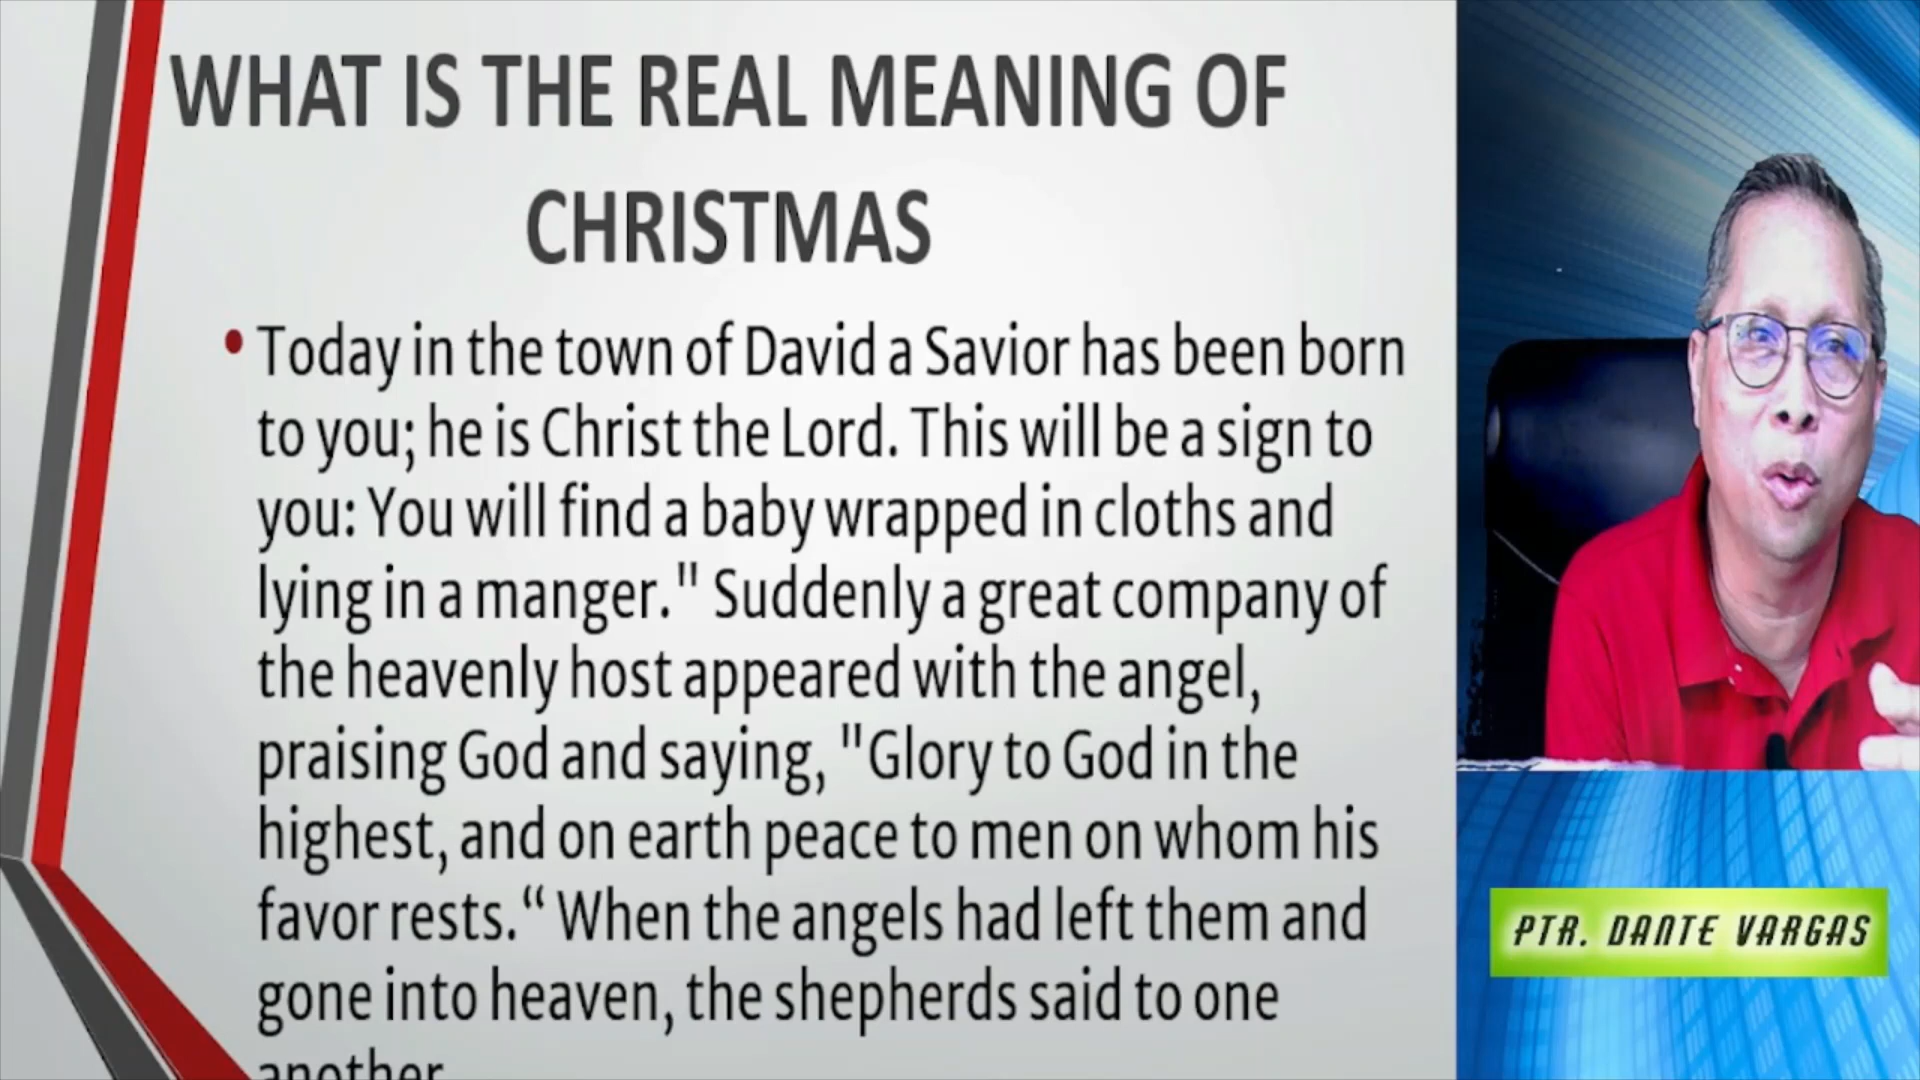 WHAT IS THE REAL MEANING OF
CHRISTMAS
• Today in the town of David a Savior has been born
to you; he is Christ the Lord. This will be a sign to
you: You will find a baby wrapped in cloths and
lying in a manger." Suddenly a great company of
the heavenly host appeared with the angel,
praising God and saying, "Glory to God in the
highest, and on earth peace to men on whom his
favor rests.“ When the angels had left them and
gone into heaven, the shepherds said to one
another
PTR. DANTE VARGAS